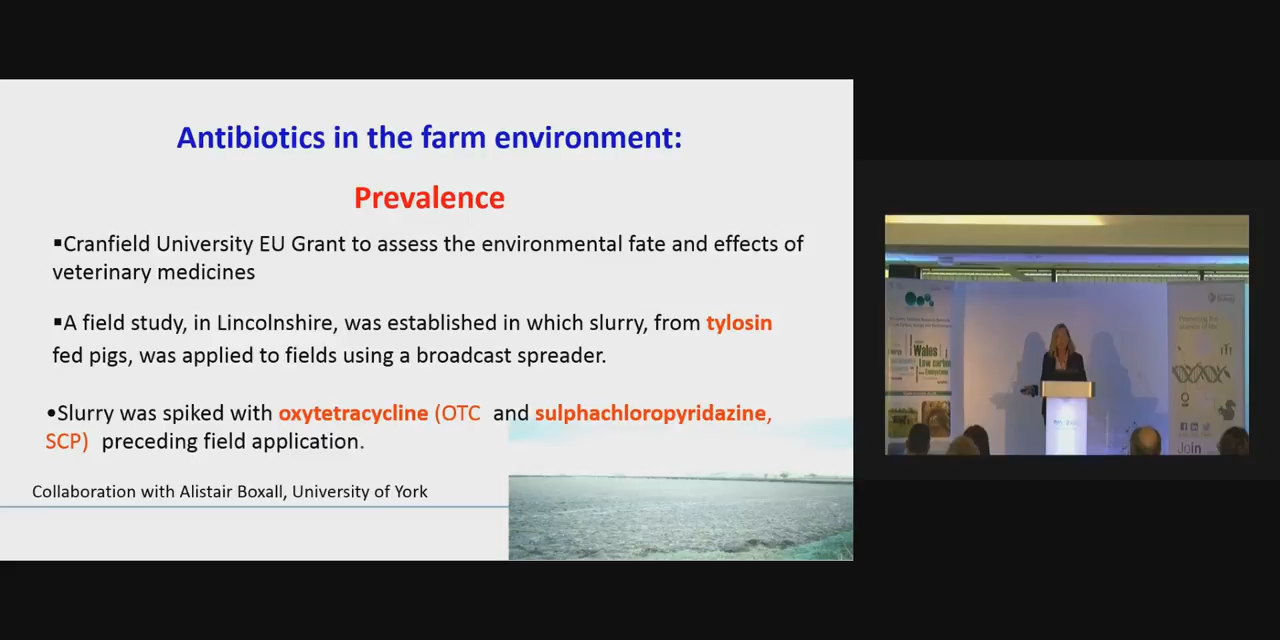 Antibiotics in the farm environment:
Prevalence
▪Cranfield University EU Grant to assess the environmental fate and effects of
veterinary medicines
▪A field study, in Lincolnshire, was established in which slurry, from tylosin
fed pigs, was applied to fields using a broadcast spreader.
•Slurry was spiked with oxytetracycline (OTC and sulphachloropyridazine,
SCP) preceding field application.
Collaboration with Alistair Boxall, University of York
Wales
Low carbon
Join